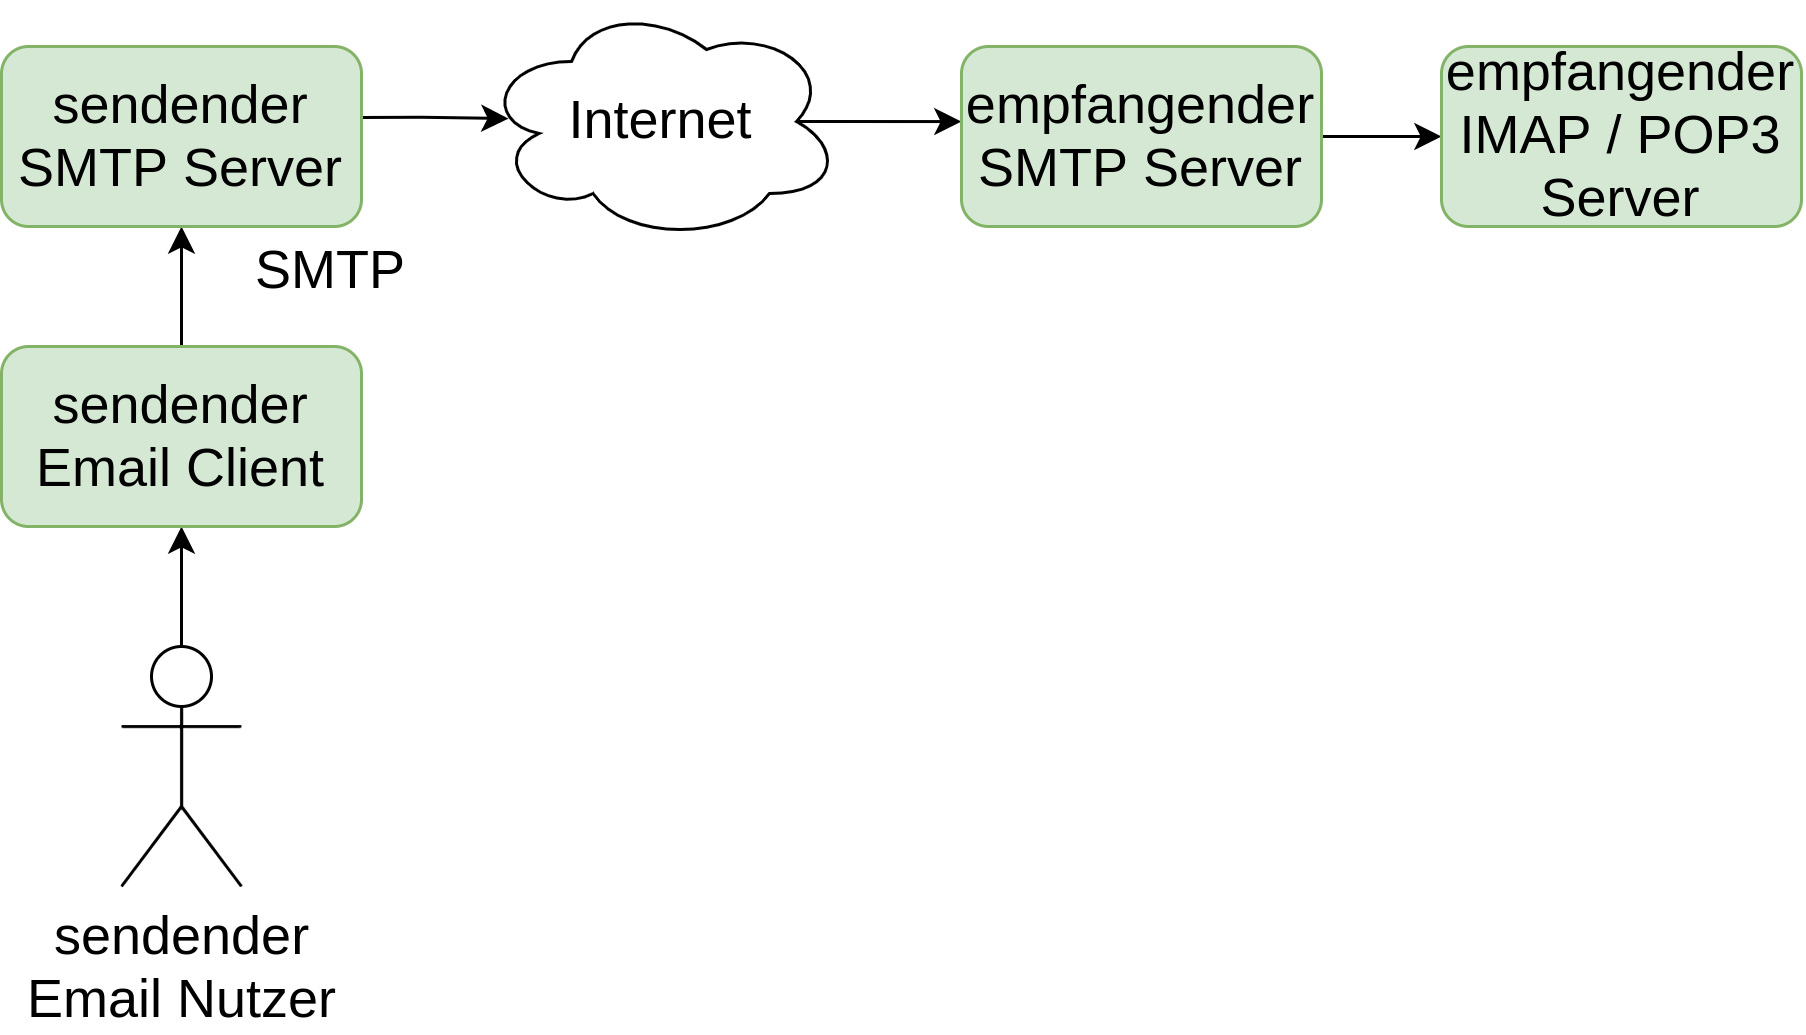 sendender
SMTP Server
Internet
empfangender
SMTP Server
empfangender
IMAP / POP3
Server
SMTP
sendender
Email Client
sendender
Email Nutzer